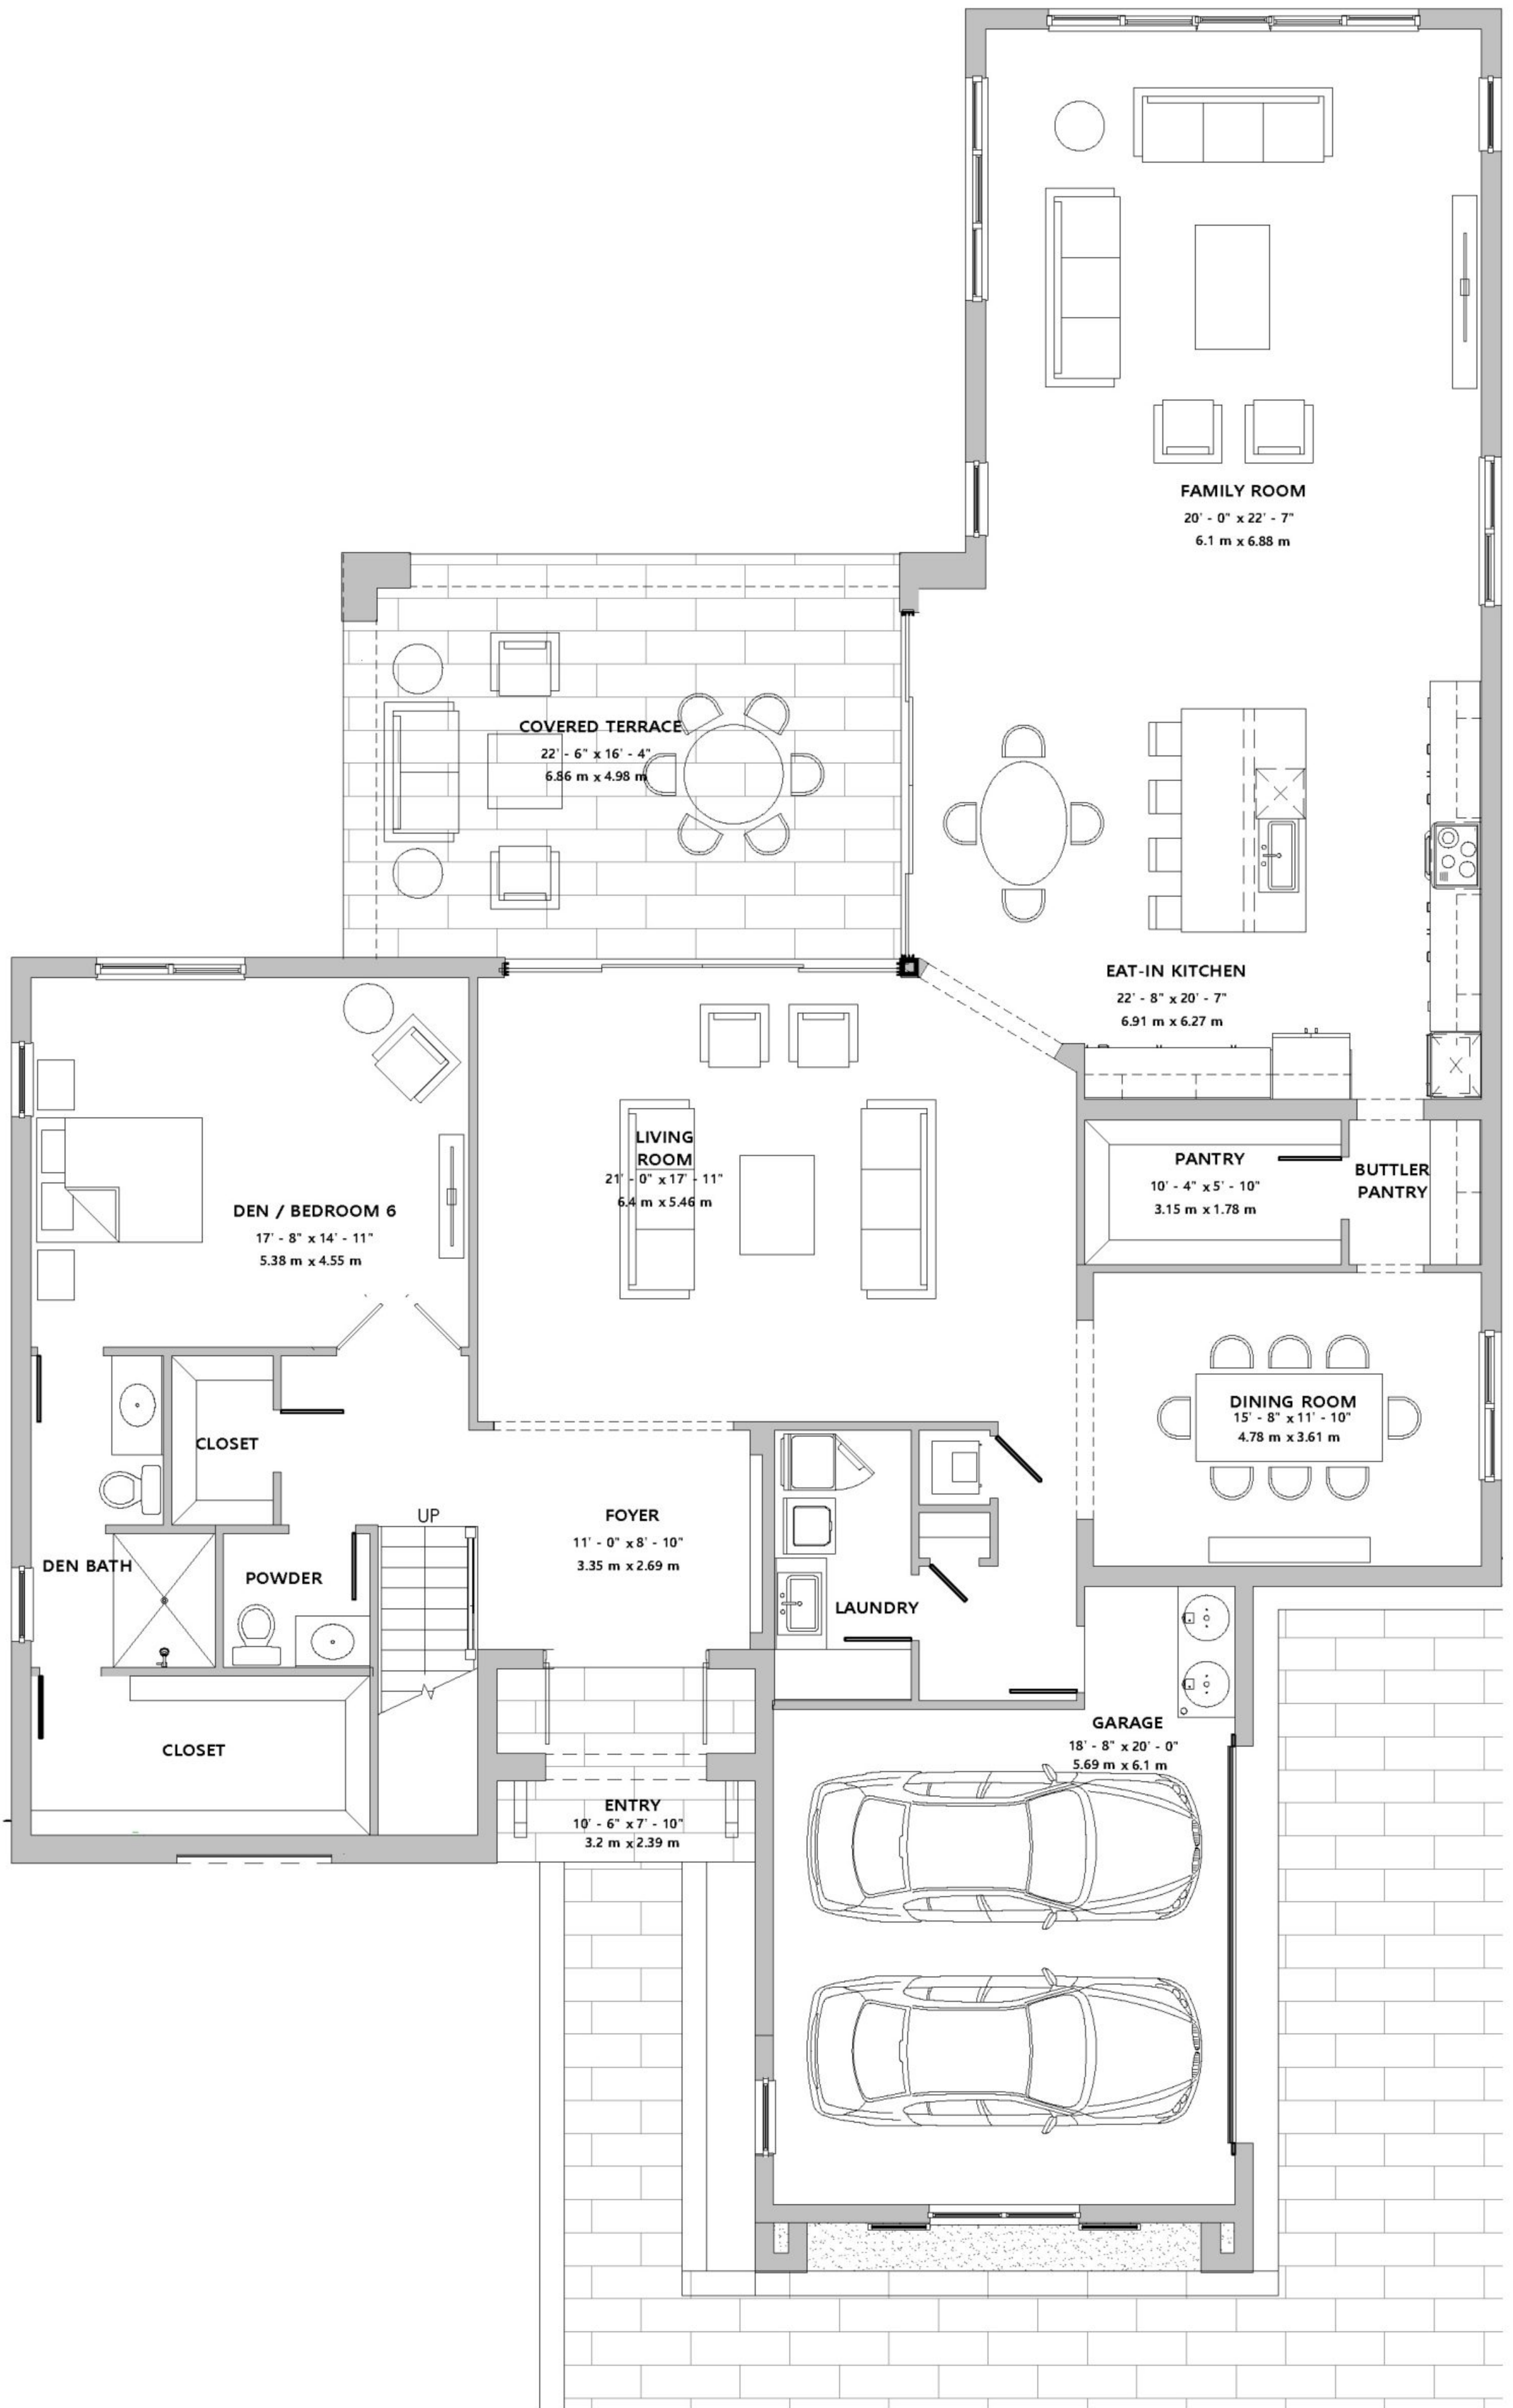 FAMILY ROOM
20' - 0" x 22' - 7"
6.1 m x 6.88 m
COVERED TERRACE
22' - 6" x 16' - 4"
6.86 m x 4.98 m
EAT-IN KITCHEN
22' - 8" x 20' - 7"
6.91 m x 6.27 m
LIVING
ROOM
21' - 0" x 17' - 11"
6.4 m x 5.46 m
PANTRY
10' - 4" x 5' - 10"
3.15 m x 1.78 m
BUTTLER
PANTRY
DEN / BEDROOM 6
17' - 8" x 14' - 11"
5.38 m x 4.55 m
DINING ROOM
15' - 8" x 11' - 10"
4.78 m x 3.61 m
CLOSET
UP
FOYER
11' - 0" x 8' - 10"
3.35 m x 2.69 m
DEN BATH
POWDER
LAUNDRY
GARAGE
18' - 8" x 20' - 0"
5.69 m x 6.1 m
CLOSET
ENTRY
10' - 6" x 7' - 10"
3.2 m x 2.39 m